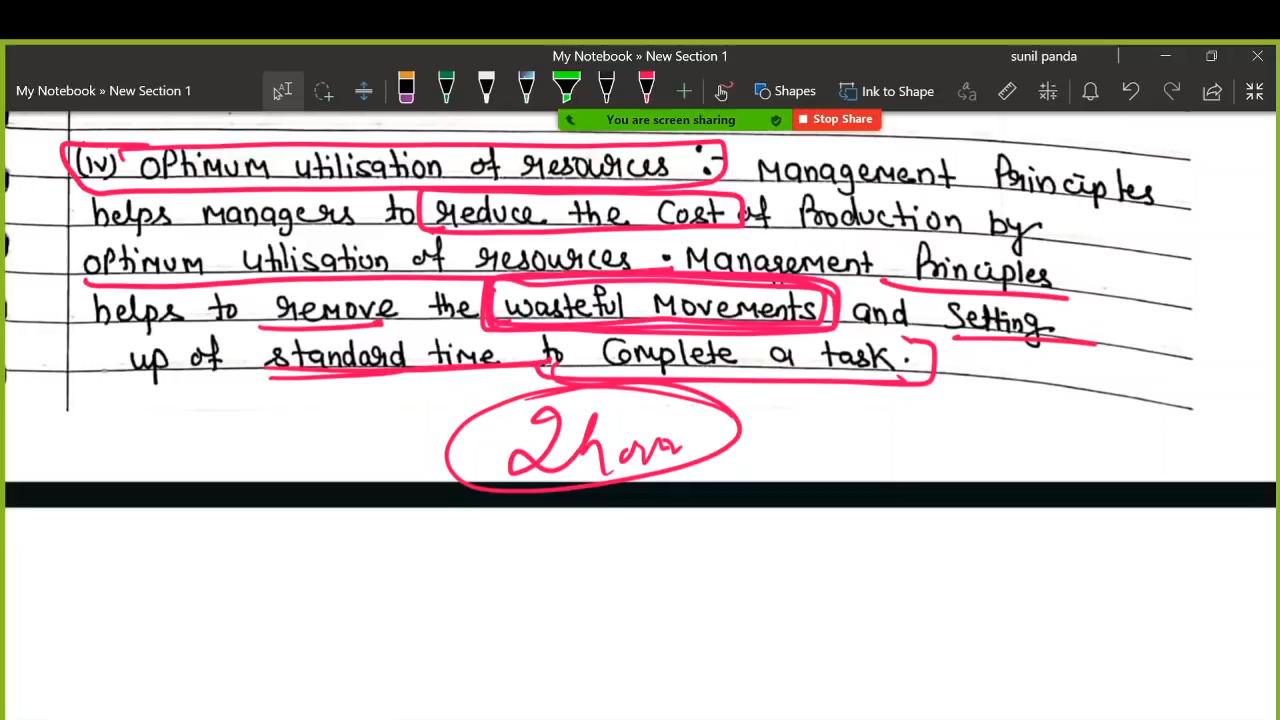 My Notebook » New Section 1
sunil panda
My Notebook » New Section 1
Shapes
Ink to Shape
You are screen sharing
Stop Share
(iv) Optimum utilisation of resources :- Management Principles
helps managers to reduce the Cost of Production by
optimum utilisation of resources. Management Principles
helps to remove the wasteful Movements and Setting
up of standard time to Complete a task.
2 hour